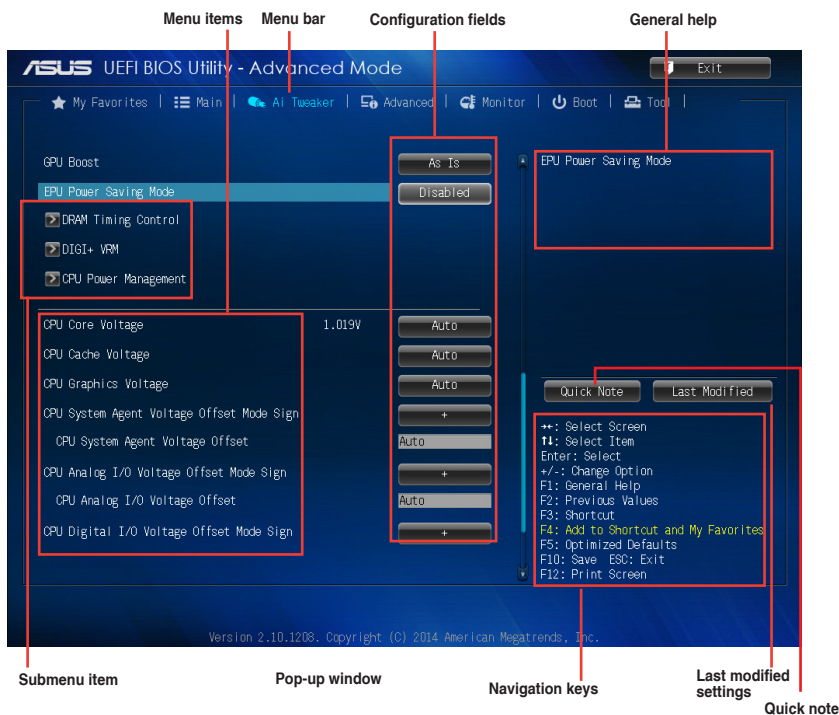 Menu items Menu bar Configuration fields General help
ASUS UEFI BIOS Utility - Advanced Mode Exit
My Favorites | Main | Ai Tweaker | Advanced | Monitor | Boot | Tool |
GPU Boost As Is
EPU Power Saving Mode
EPU Power Saving Mode Disabled
DRAM Timing Control
DIGI+ VRM
CPU Power Management
CPU Core Voltage 1.019V Auto
CPU Cache Voltage Auto
CPU Graphics Voltage Auto
CPU System Agent Voltage Offset Mode Sign +
CPU System Agent Voltage Offset Auto
CPU Analog I/O Voltage Offset Mode Sign +
CPU Analog I/O Voltage Offset Auto
CPU Digital I/O Voltage Offset Mode Sign +
Quick Note Last Modified
→←: Select Screen
↑↓: Select Item
Enter: Select
+/-: Change Option
F1: General Help
F2: Previous Values
F3: Shortcut
F4: Add to Shortcut and My Favorites
F5: Optimized Defaults
F10: Save ESC: Exit
F12: Print Screen
Version 2.10.1208. Copyright (C) 2014 American Megatrends, Inc.
Submenu item Pop-up window Navigation keys Last modified
settings
Quick note